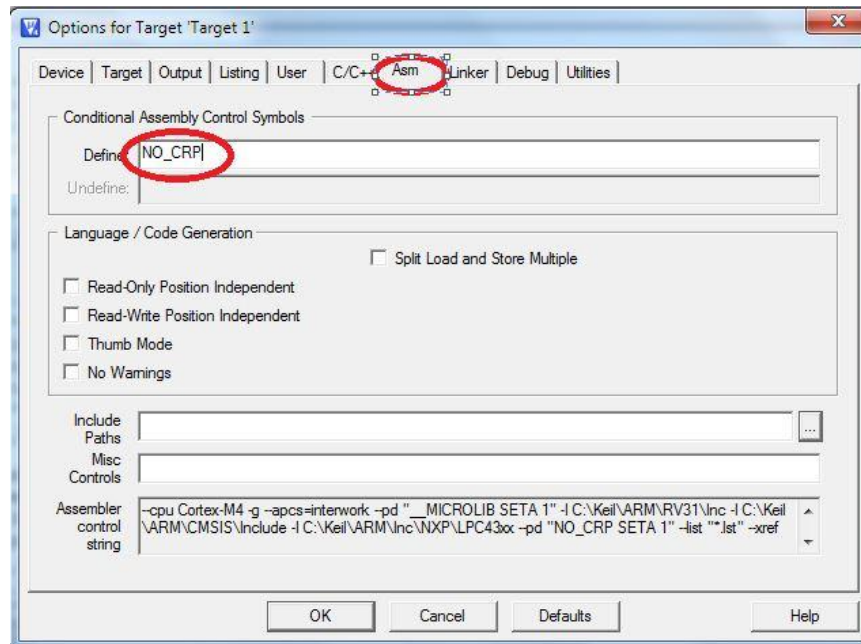 Options for Target 'Target 1'
Device Target Output Listing User C/C++ Asm Linker Debug Utilities
Conditional Assembly Control Symbols
Define: NO_CRP
Undefine:
Language / Code Generation
Split Load and Store Multiple
Read-Only Position Independent
Read-Write Position Independent
Thumb Mode
No Warnings
Include
Paths
...
Misc
Controls
Assembler
control
string
--cpu Cortex-M4 -g --apcs=interwork --pd "__MICROLIB SETA 1" -I C:\Keil\ARM\RV31\Inc -I C:\Keil
\ARM\CMSIS\Include -I C:\Keil\ARM\Inc\NXP\LPC43xx --pd "NO_CRP SETA 1" --list "*.lst" --xref
OK Cancel Defaults Help